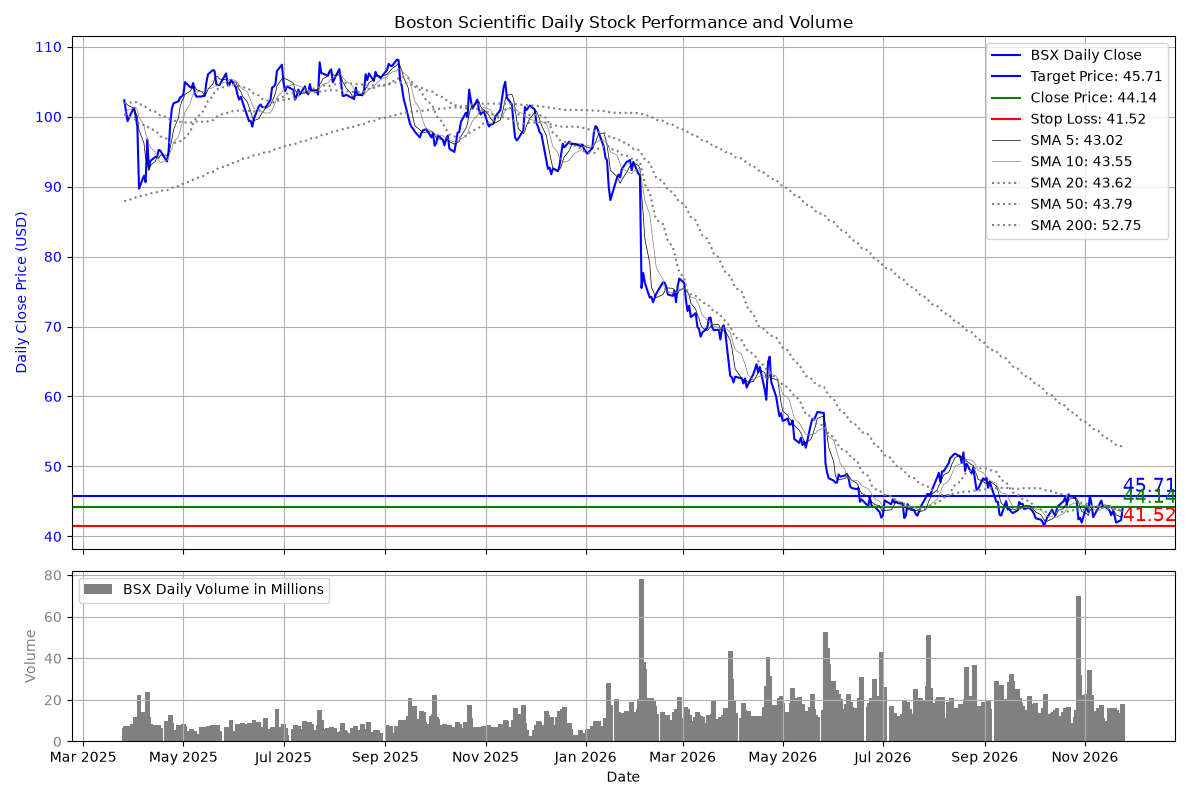 Boston Scientific Daily Stock Performance and Volume
Daily Close Price (USD)
110
100
90
80
70
60
50
40
BSX Daily Close
Target Price: 45.71
Close Price: 44.14
Stop Loss: 41.52
SMA 5: 43.02
SMA 10: 43.55
SMA 20: 43.62
SMA 50: 43.79
SMA 200: 52.75
45.71
44.14
41.52
Volume
80
60
40
20
0
BSX Daily Volume in Millions
Mar 2025 May 2025 Jul 2025 Sep 2025 Nov 2025 Jan 2026 Mar 2026 May 2026 Jul 2026 Sep 2026 Nov 2026
Date